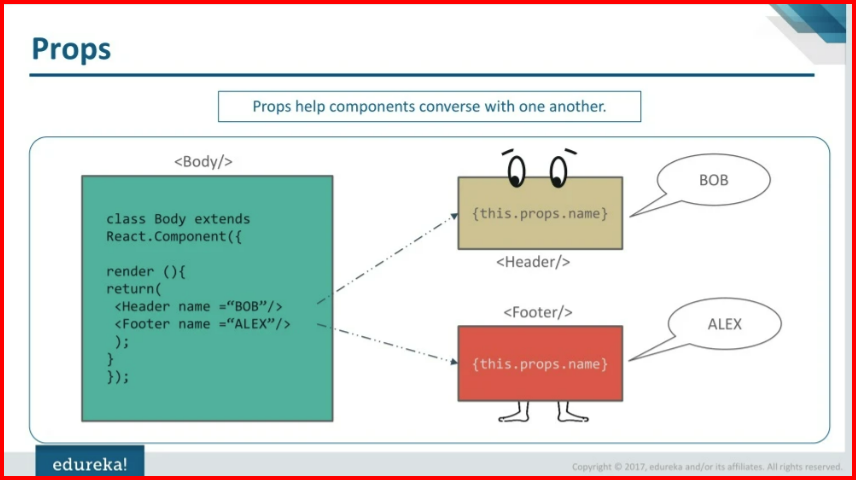 Props
Props help components converse with one another.
<Body/>
class Body extends
React.Component({
render (){
return(
<Header name =“BOB”/>
<Footer name =“ALEX”/>
);
}
});
{this.props.name}
BOB
<Header/>
<Footer/>
{this.props.name}
ALEX
edureka!
Copyright © 2017, edureka and/or its affiliates. All rights reserved.